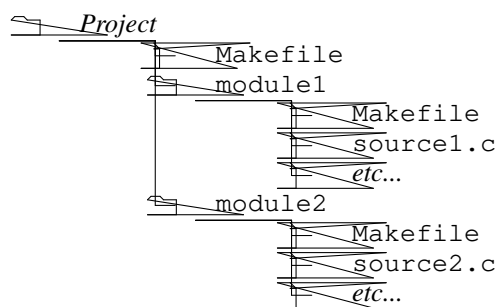 Project
Makefile
module1
Makefile
source1.c
etc...
module2
Makefile
source2.c
etc...